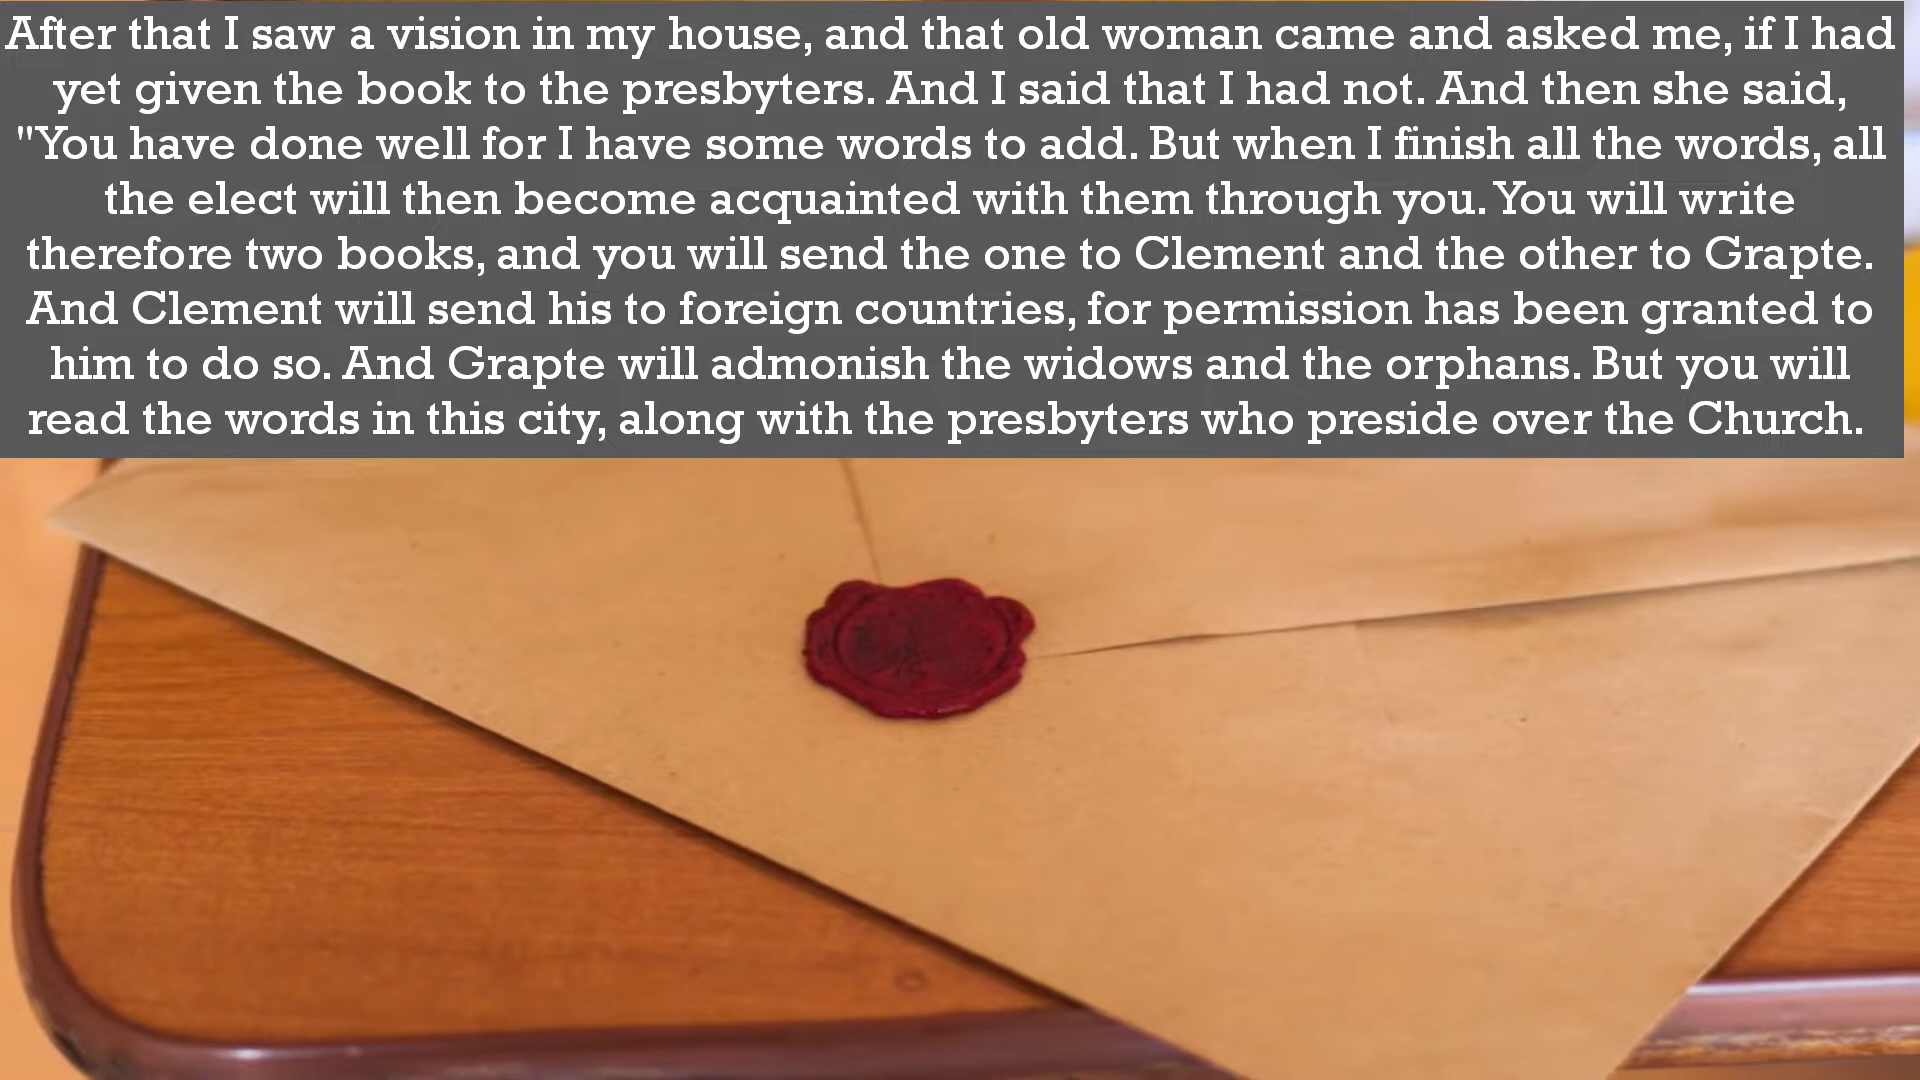 After that I saw a vision in my house, and that old woman came and asked me, if I had
yet given the book to the presbyters. And I said that I had not. And then she said,
"You have done well for I have some words to add. But when I finish all the words, all
the elect will then become acquainted with them through you. You will write
therefore two books, and you will send the one to Clement and the other to Grapte.
And Clement will send his to foreign countries, for permission has been granted to
him to do so. And Grapte will admonish the widows and the orphans. But you will
read the words in this city, along with the presbyters who preside over the Church.